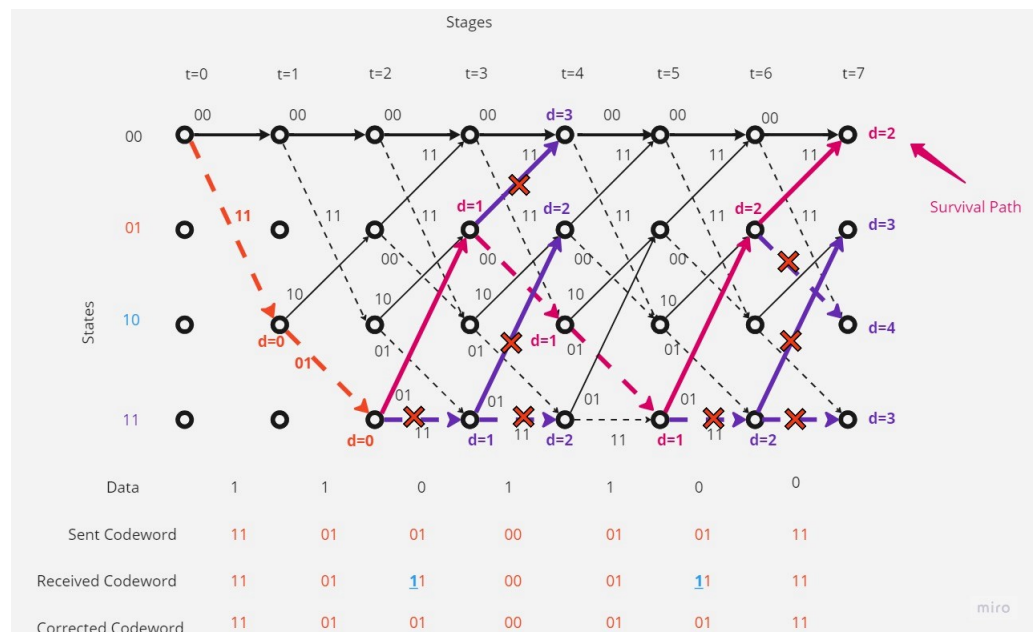 Stages
t=0 t=1 t=2 t=3 t=4 t=5 t=6 t=7
d=3
00 00 00 00 00 00 00
00 d=2
11 11 11 11 11
Survival Path
d=1 d=2 d=2
11 11 11 11 11 11 11
01 d=3
00 00 00 00
10 10 10 10 10
States
10 d=0 d=1 d=4
01 01 01 01 01
01 01 01
11 d=3
d=0 11 d=1 11 d=2 11 d=1 11 d=2
Data 1 1 0 1 1 0 0
Sent Codeword 11 01 01 00 01 01 11
Received Codeword 11 01 11 00 01 11 11
miro
Corrected Codeword 11 01 01 00 01 01 11